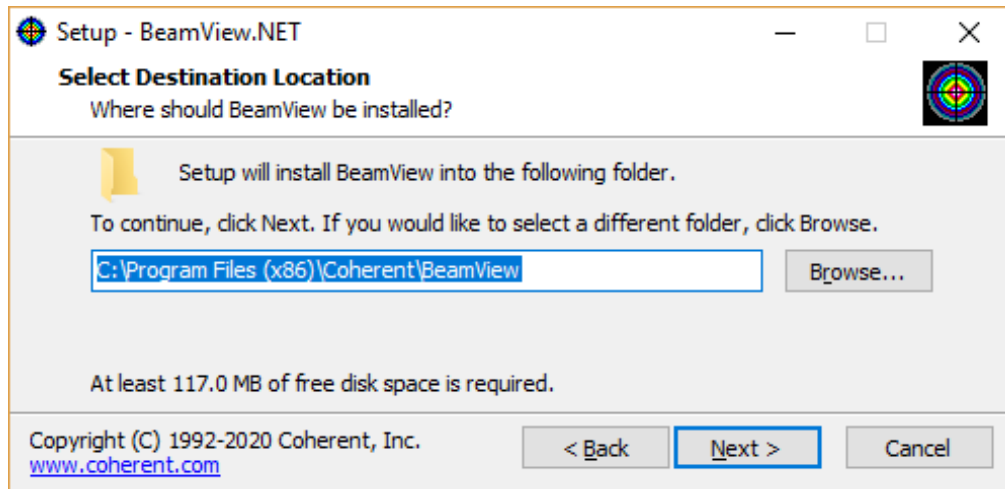 Setup - BeamView.NET
Select Destination Location
Where should BeamView be installed?
Setup will install BeamView into the following folder.
To continue, click Next. If you would like to select a different folder, click Browse.
C:\Program Files (x86)\Coherent\BeamView
Browse...
At least 117.0 MB of free disk space is required.
Copyright (C) 1992-2020 Coherent, Inc.
www.coherent.com
< Back
Next >
Cancel